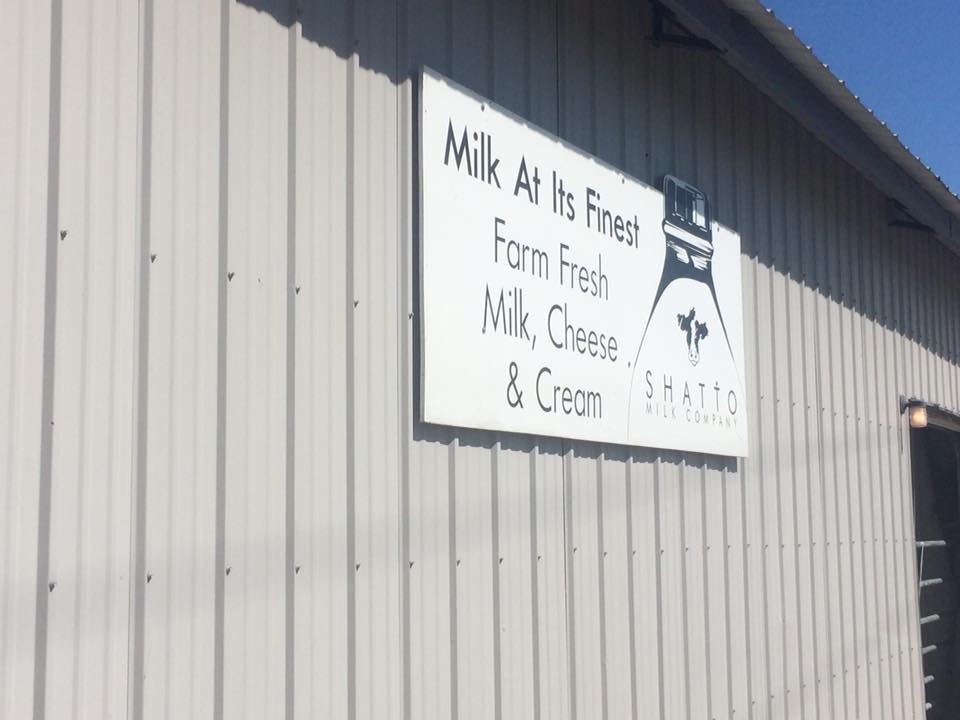 Milk At Its Finest
Farm Fresh
Milk, Cheese
& Cream
SHATTO
MILK COMPANY